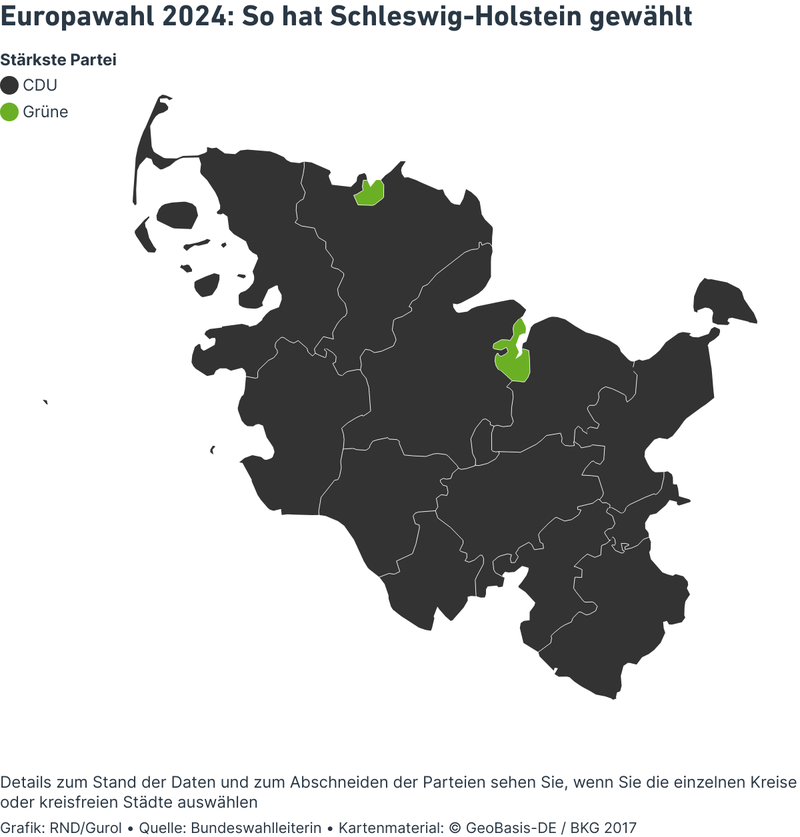 Europawahl 2024: So hat Schleswig-Holstein gewählt
Stärkste Partei
CDU
Grüne
Details zum Stand der Daten und zum Abschneiden der Parteien sehen Sie, wenn Sie die einzelnen Kreise
oder kreisfreien Städte auswählen
Grafik: RND/Gurol • Quelle: Bundeswahlleiterin • Kartenmaterial: © GeoBasis-DE / BKG 2017